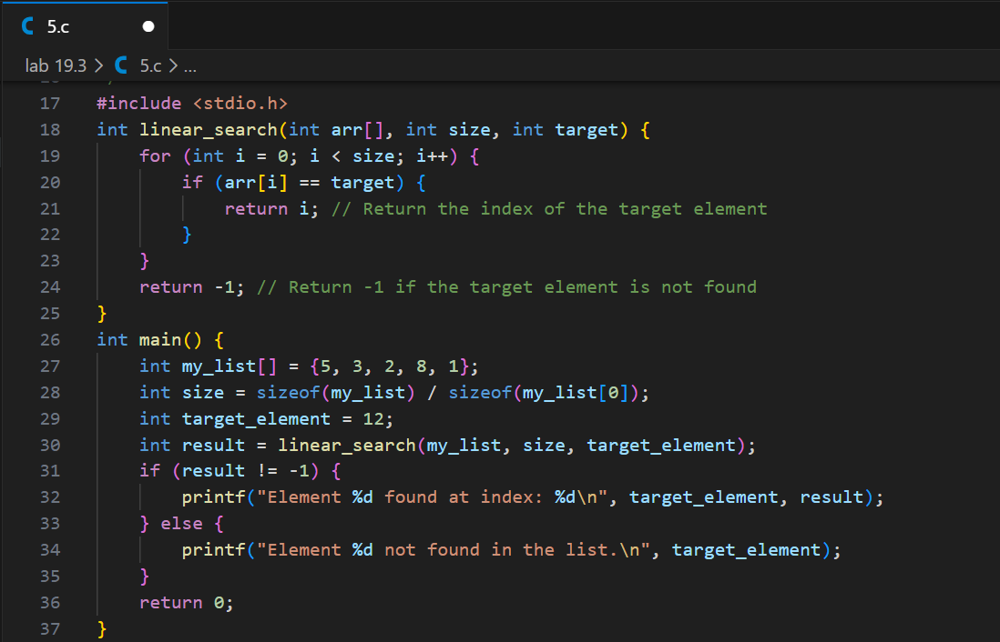 5.c
lab 19.3 > 5.c > ...
17 #include <stdio.h>
18 int linear_search(int arr[], int size, int target) {
19     for (int i = 0; i < size; i++) {
20         if (arr[i] == target) {
21             return i; // Return the index of the target element
22         }
23     }
24     return -1; // Return -1 if the target element is not found
25 }
26 int main() {
27     int my_list[] = {5, 3, 2, 8, 1};
28     int size = sizeof(my_list) / sizeof(my_list[0]);
29     int target_element = 12;
30     int result = linear_search(my_list, size, target_element);
31     if (result != -1) {
32         printf("Element %d found at index: %d\n", target_element, result);
33     } else {
34         printf("Element %d not found in the list.\n", target_element);
35     }
36     return 0;
37 }